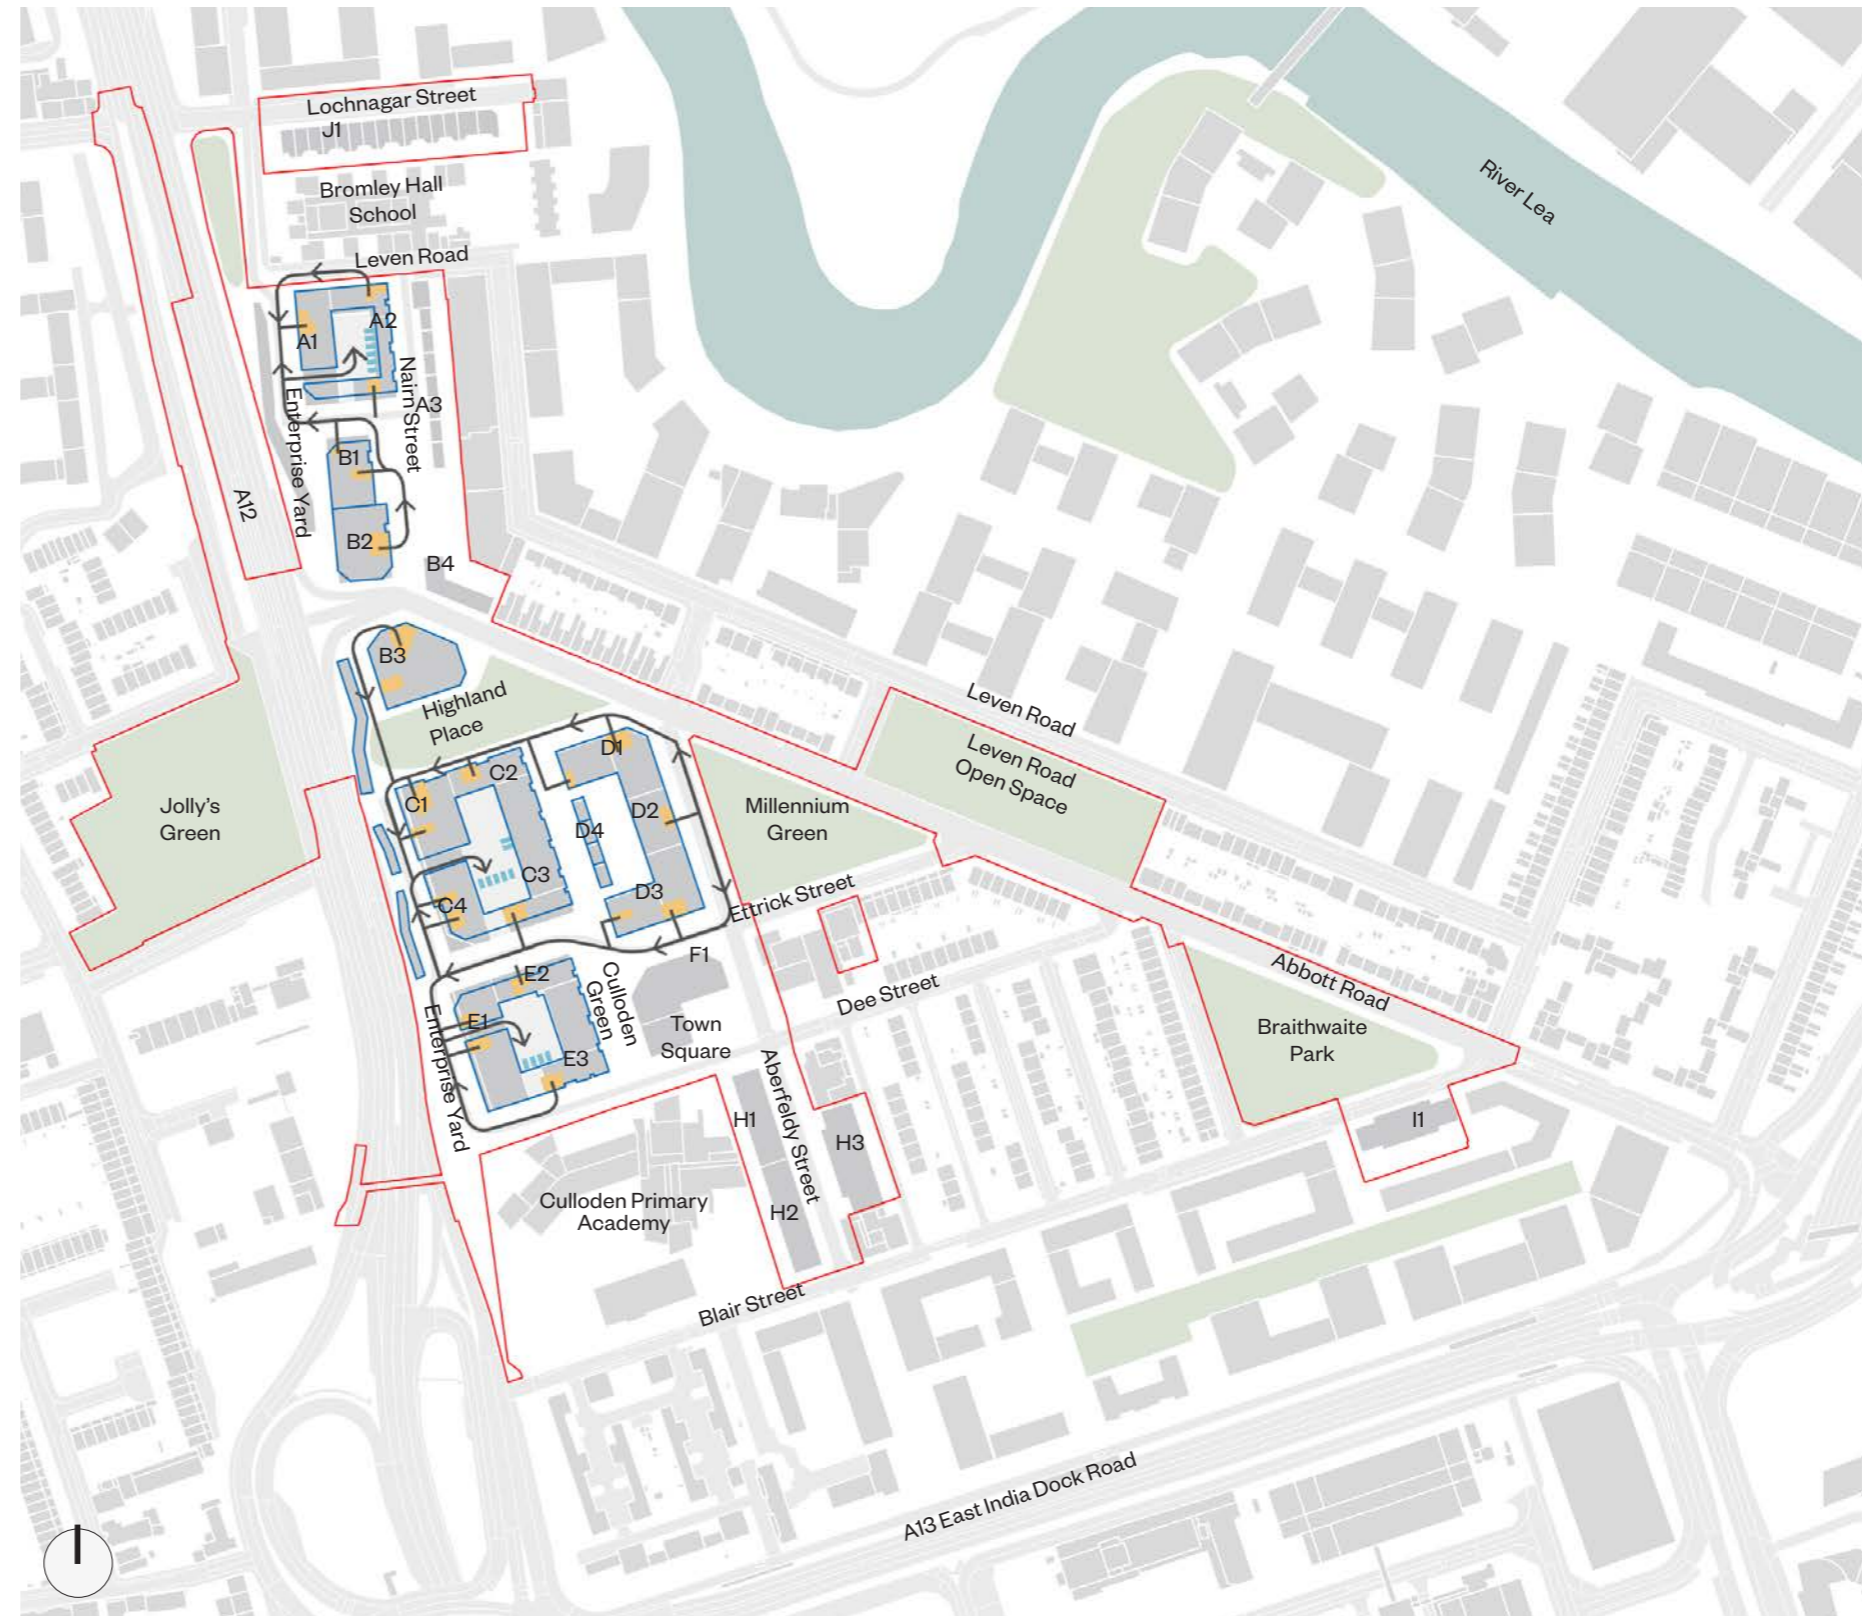 Lochnagar Street
J1
Bromley Hall
School
Leven Road
River Lea
A1
A2
Nairn Street
A3
Enterprise Yard
B1
A12
B2
B4
B3
Highland
Place
Leven Road
Leven Road
Open Space
D1
C2
C1
Jolly's
Green
D2
Millennium
Green
D4
C3
D3
C4
Ettrick Street
F1
E2
Culloden
Green
Dee Street
Abbott Road
E1
Town
Square
Braithwaite
Park
E3
Enterprise Yard
Aberfeldy Street
H1
H3
I1
Culloden Primary
Academy
H2
Blair Street
A13 East India Dock Road